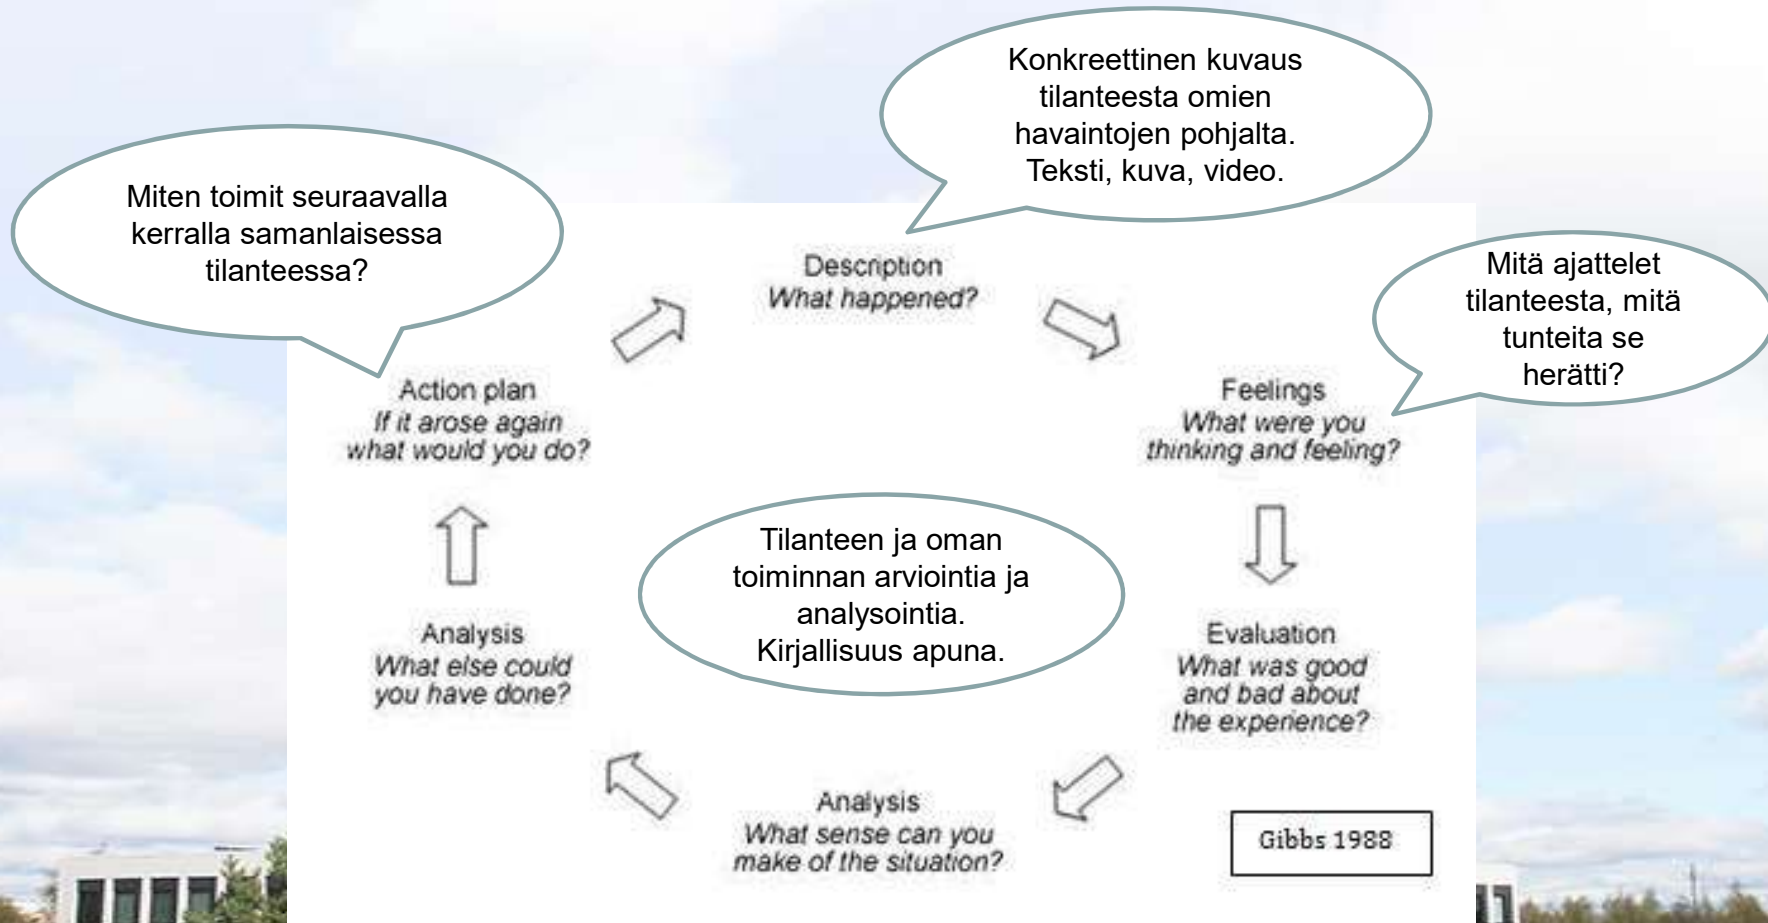 Konkreettinen kuvaus
tilanteesta omien
havaintojen pohjalta.
Teksti, kuva, video.
Miten toimit seuraavalla
kerralla samanlaisessa
tilanteessa?
Mitä ajattelet
tilanteesta, mitä
tunteita se
herätti?
Description
What happened?
Feelings
What were you
thinking and feeling?
Evaluation
What was good
and bad about
the experience?
Analysis
What sense can you
make of the situation?
Analysis
What else could
you have done?
Action plan
If it arose again
what would you do?
Tilanteen ja oman
toiminnan arviointia ja
analysointia.
Kirjallisuus apuna.
Gibbs 1988